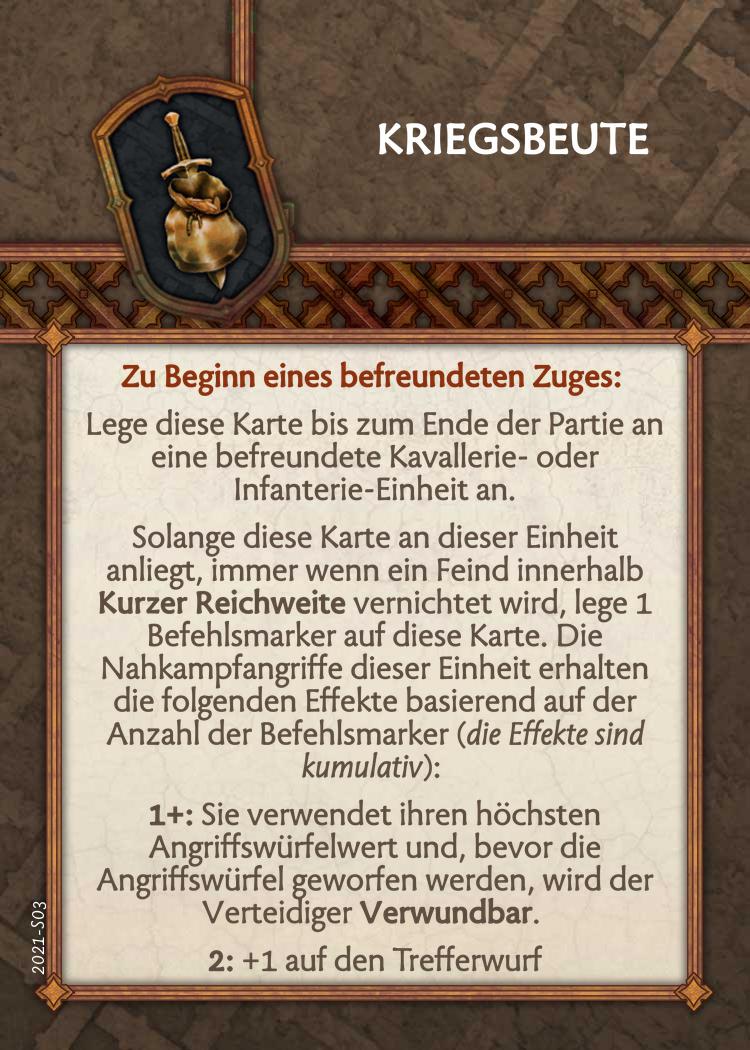 KRIEGSBEUTE
Zu Beginn eines befreundeten Zuges:
Lege diese Karte bis zum Ende der Partie an
eine befreundete Kavallerie- oder
Infanterie-Einheit an.
Solange diese Karte an dieser Einheit
anliegt, immer wenn ein Feind innerhalb
Kurzer Reichweite vernichtet wird, lege 1
Befehlsmarker auf diese Karte. Die
Nahkampfangriffe dieser Einheit erhalten
die folgenden Effekte basierend auf der
Anzahl der Befehlsmarker (die Effekte sind
kumulativ):
1+: Sie verwendet ihren höchsten
Angriffswürfelwert und, bevor die
Angriffswürfel geworfen werden, wird der
Verteidiger Verwundbar.
2: +1 auf den Trefferwurf
2021-S03